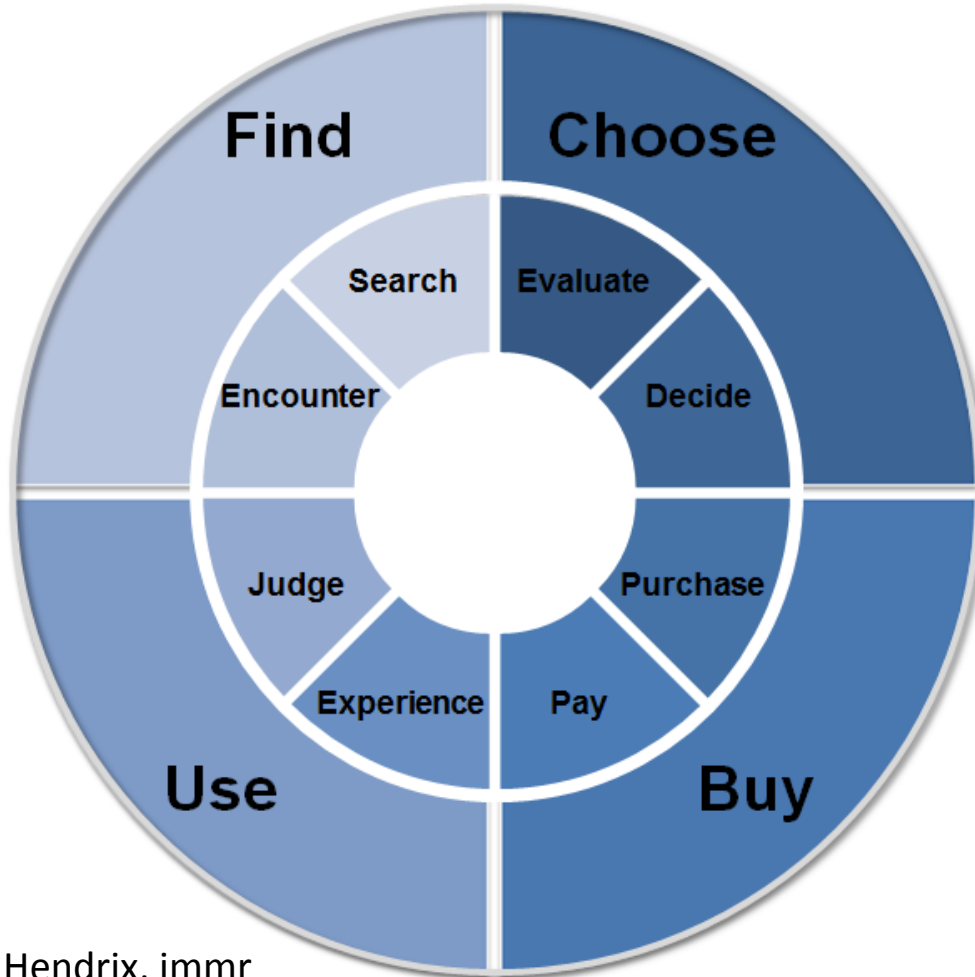 Find
Choose
Search
Evaluate
Encounter
Decide
Judge
Purchase
Experience
Pay
Use
Buy
Hendrix, immr